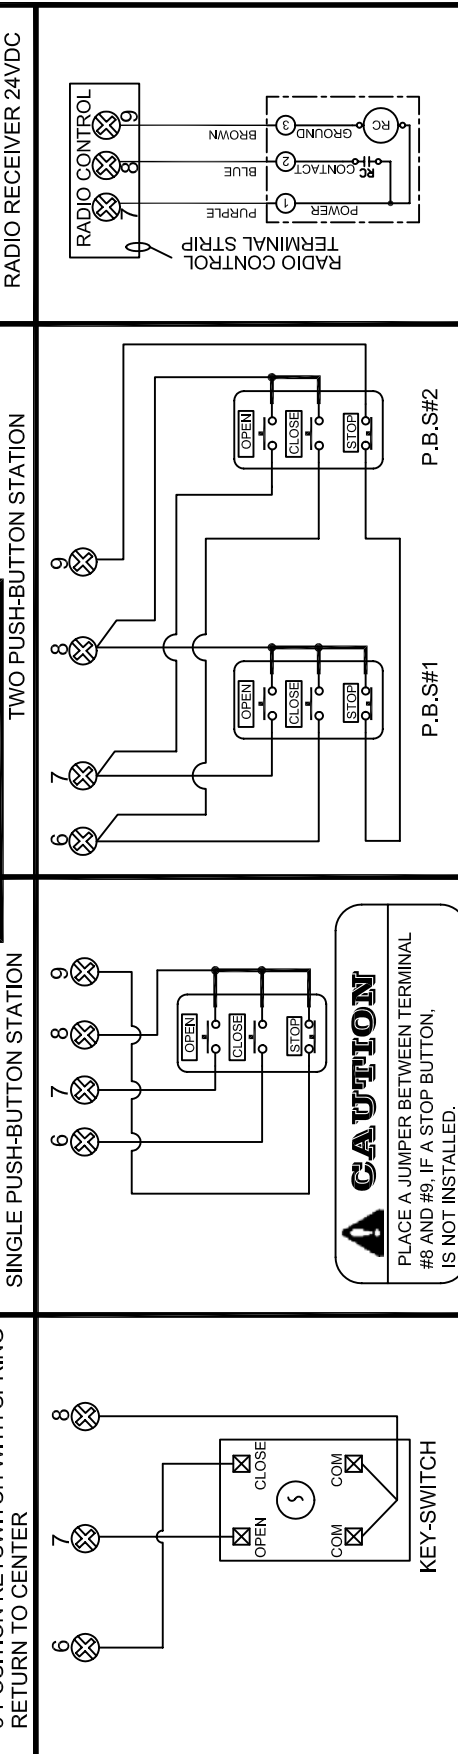 3-POSITION KEYSWITCH WITH SPRING
RETURN TO CENTER
6
7
8
OPEN
CLOSE
COM
COM
KEY-SWITCH
SINGLE PUSH-BUTTON STATION
6
7
8
9
OPEN
CLOSE
STOP
CAUTION
PLACE A JUMPER BETWEEN TERMINAL
#8 AND #9, IF A STOP BUTTON,
IS NOT INSTALLED.
TWO PUSH-BUTTON STATION
6
7
8
9
OPEN
CLOSE
STOP
P.B.S#1
OPEN
CLOSE
STOP
P.B.S#2
RADIO RECEIVER 24VDC
RADIO CONTROL
7
8
9
RADIO CONTROL
TERMINAL STRIP
PURPLE
BLUE
BROWN
1
2
3
POWER
CONTACT
GROUND
RC
RC